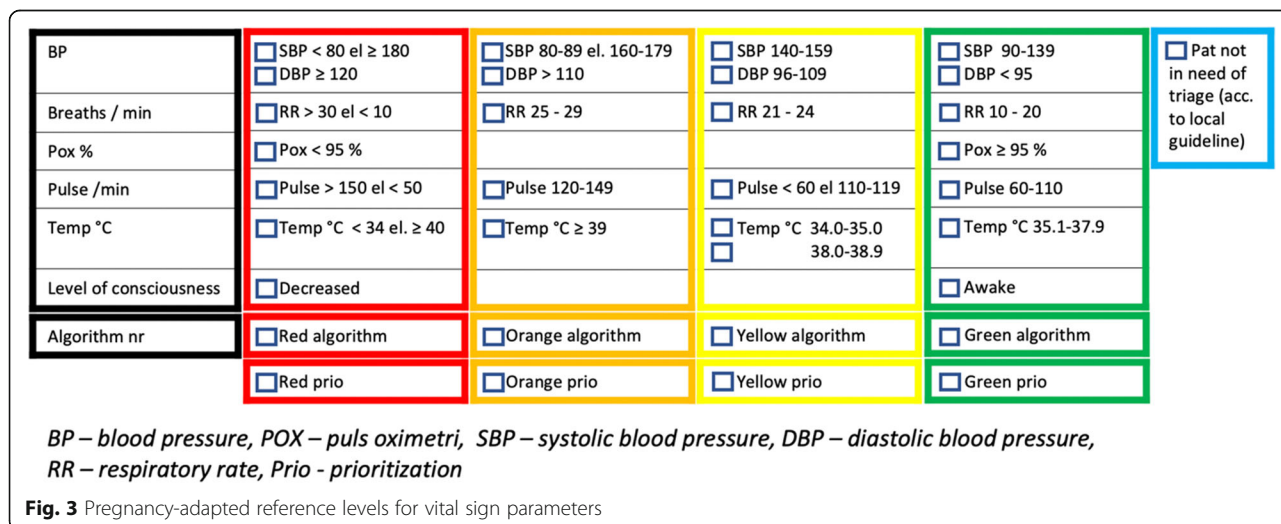 BP SBP < 80 el ≥ 180 SBP 80-89 el. 160-179 SBP 140-159 SBP 90-139 Pat not
DBP ≥ 120 DBP > 110 DBP 96-109 DBP < 95 in need of
triage (acc.
Breaths / min RR > 30 el < 10 RR 25 - 29 RR 21 - 24 RR 10 - 20 to local
guideline)
Pox % Pox < 95 % Pox ≥ 95 %
Pulse /min Pulse > 150 el < 50 Pulse 120-149 Pulse < 60 el 110-119 Pulse 60-110
Temp °C Temp °C < 34 el. ≥ 40 Temp °C ≥ 39 Temp °C 34.0-35.0 Temp °C 35.1-37.9
38.0-38.9
Level of consciousness Decreased Awake
Algorithm nr Red algorithm Orange algorithm Yellow algorithm Green algorithm
Red prio Orange prio Yellow prio Green prio
BP – blood pressure, POX – puls oximetri, SBP – systolic blood pressure, DBP – diastolic blood pressure,
RR – respiratory rate, Prio - prioritization
Fig. 3 Pregnancy-adapted reference levels for vital sign parameters